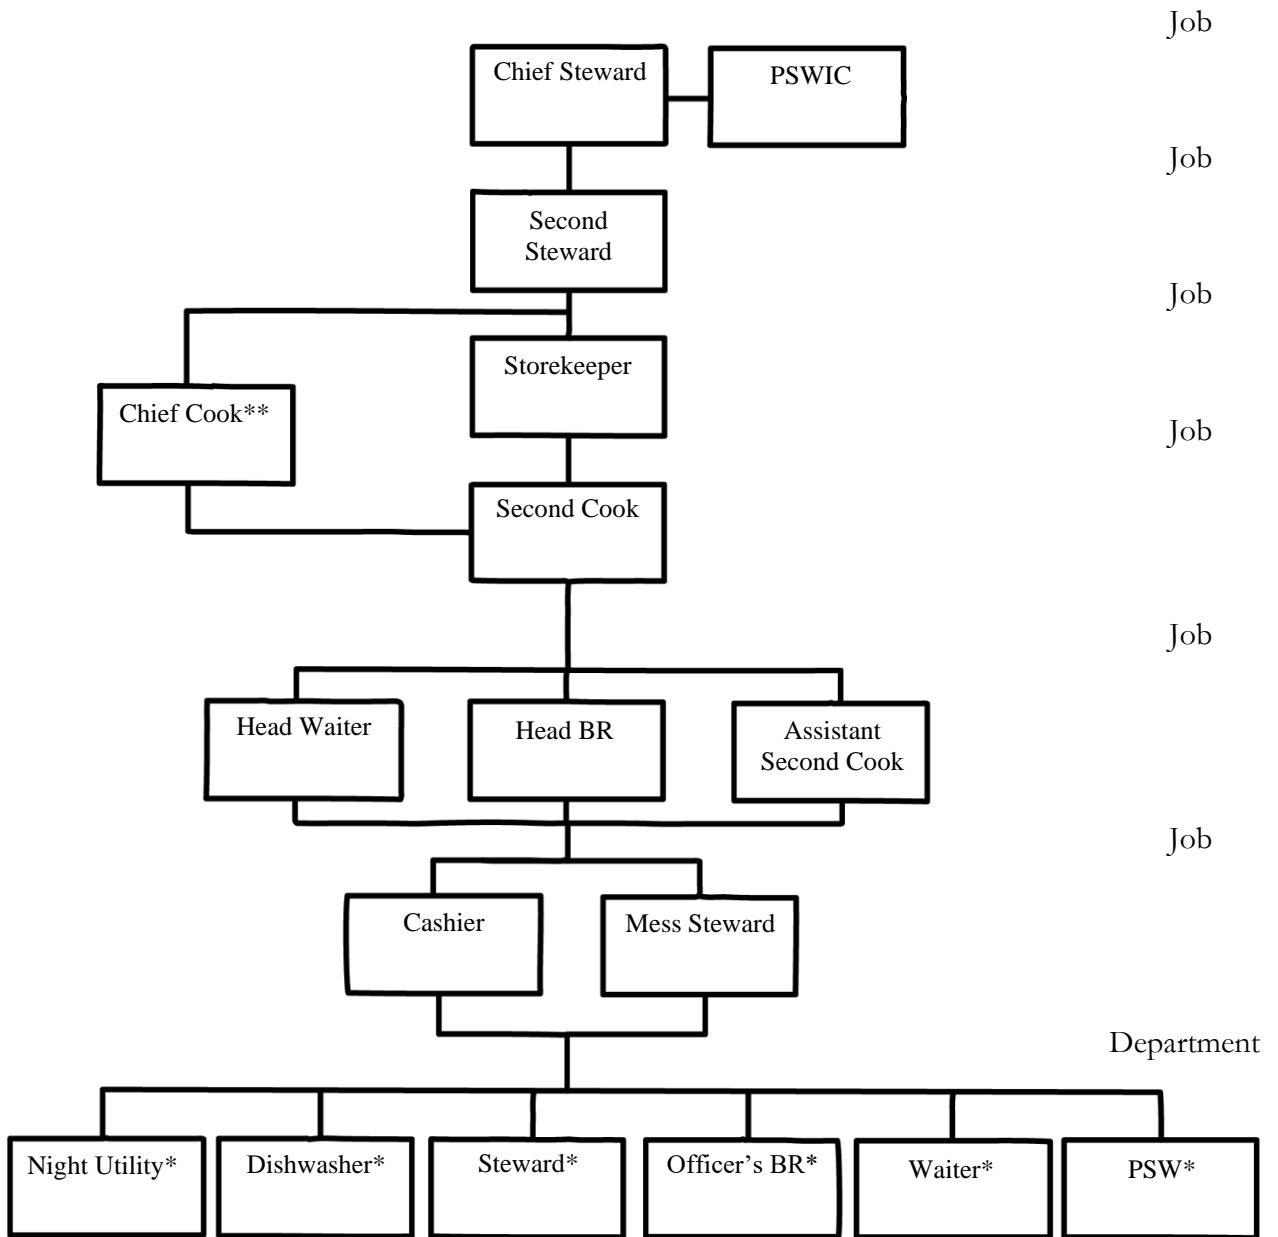 Job
Chief Steward
PSWIC
Job
Second
Steward
Job
Storekeeper
Chief Cook**
Job
Second Cook
Job
Head Waiter
Head BR
Assistant
Second Cook
Job
Cashier
Mess Steward
Department
Night Utility*
Dishwasher*
Steward*
Officer’s BR*
Waiter*
PSW*